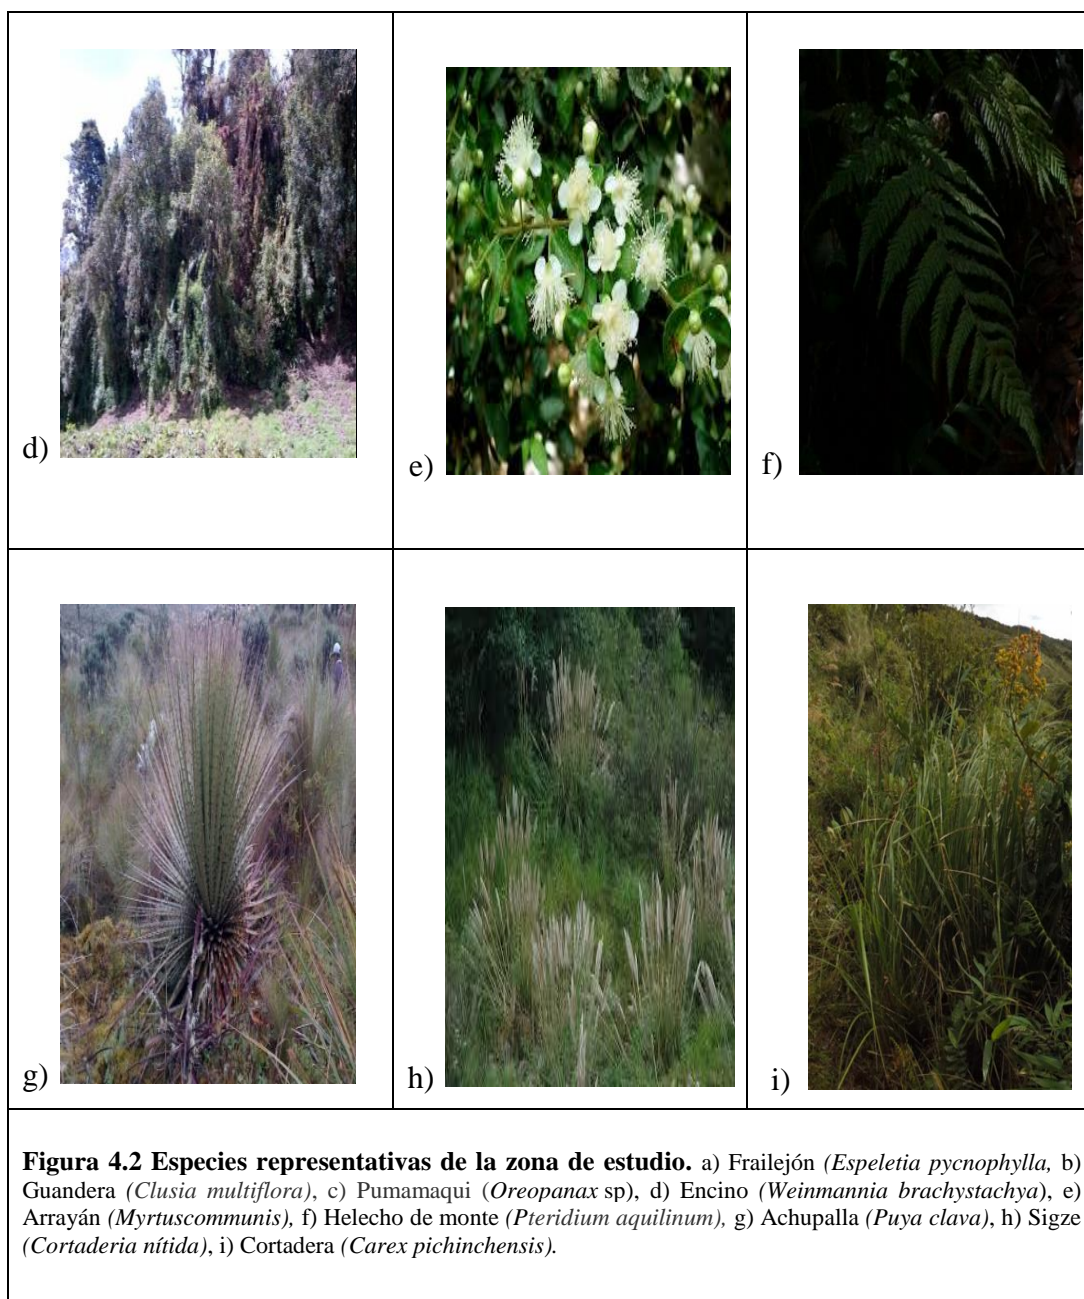 d)
e)
f)
g)
h)
i)
Figura 4.2 Especies representativas de la zona de estudio. a) Frailejón (Espeletia pycnophylla, b)
Guandera (Clusia multiflora), c) Pumamaqui (Oreopanax sp), d) Encino (Weinmannia brachystachya), e)
Arrayán (Myrtuscommunis), f) Helecho de monte (Pteridium aquilinum), g) Achupalla (Puya clava), h) Sigze
(Cortaderia nítida), i) Cortadera (Carex pichinchensis).